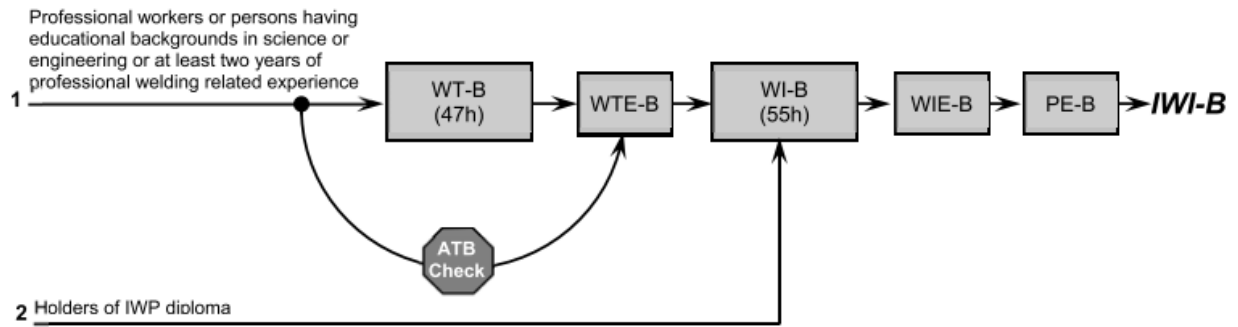 Professional workers or persons having
educational backgrounds in science or
engineering or at least two years of
professional welding related experience
1
WT-B
(47h)
WTE-B
WI-B
(55h)
WIE-B
PE-B
IWI-B
ATB
Check
2 Holders of IWP diploma